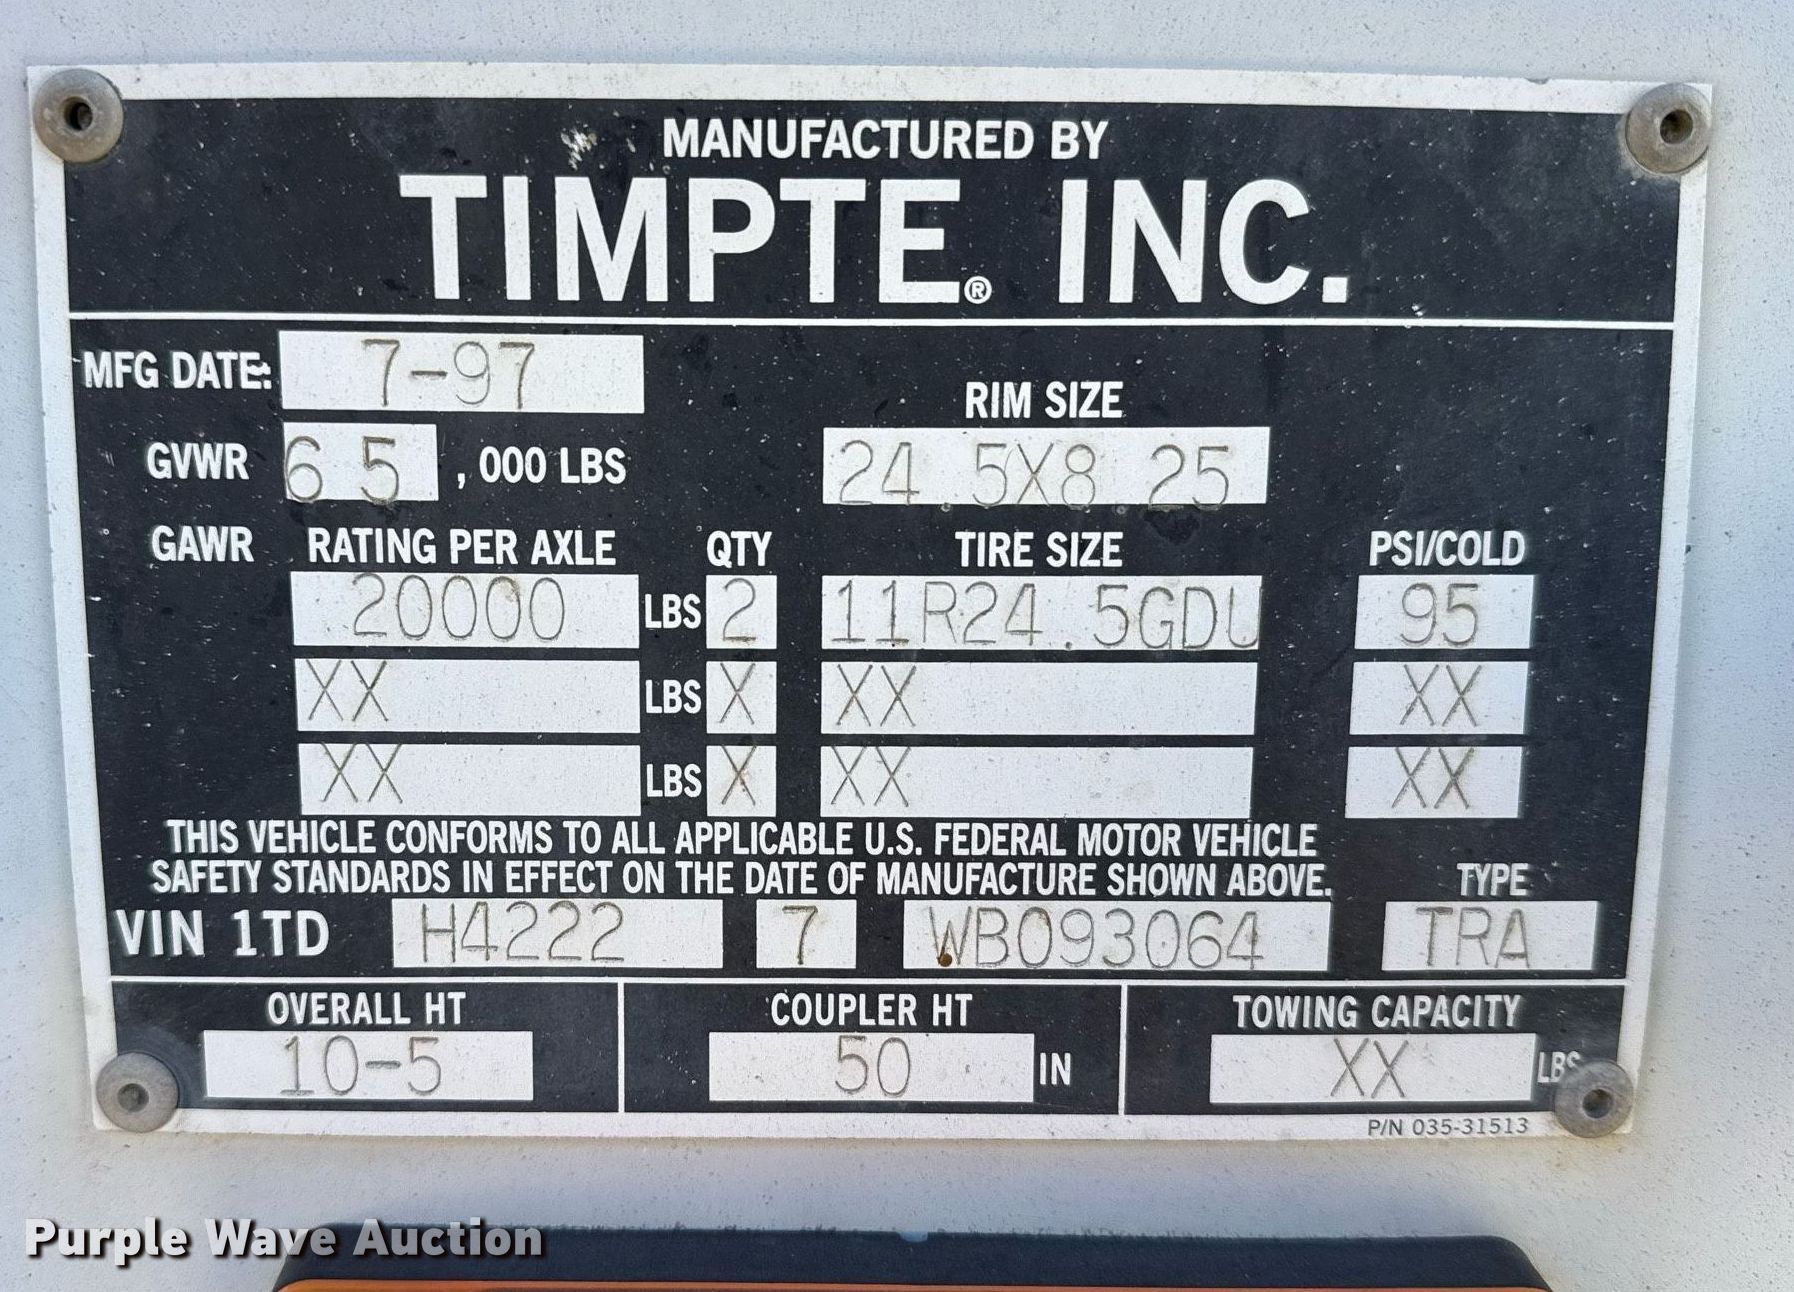 MANUFACTURED BY
TIMPTE® INC.
MFG DATE: 7-97
RIM SIZE
GVWR 65 ,000 LBS 24.5X8.25
GAWR RATING PER AXLE QTY TIRE SIZE PSI/COLD
20000 LBS 2 11R24.5GDU 95
XX LBS X XX XX
XX LBS X XX XX
THIS VEHICLE CONFORMS TO ALL APPLICABLE U.S. FEDERAL MOTOR VEHICLE
SAFETY STANDARDS IN EFFECT ON THE DATE OF MANUFACTURE SHOWN ABOVE. TYPE
VIN 1TD H4222 7 WB093064 TRA
OVERALL HT COUPLER HT TOWING CAPACITY
10-5 50 IN XX LBS
P/N 035-31513
Purple Wave Auction